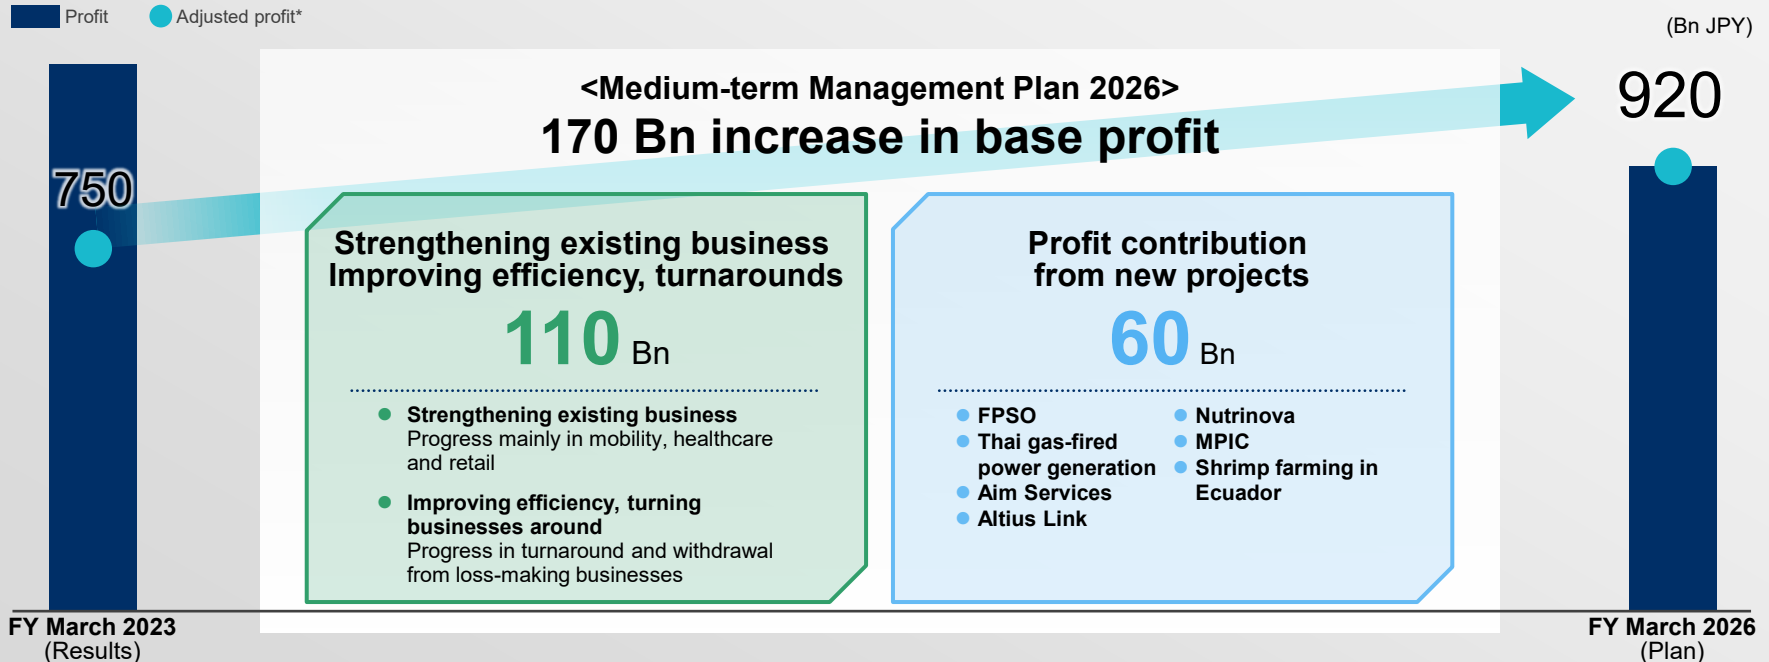 Profit
Adjusted profit*
(Bn JPY)
<Medium-term Management Plan 2026>
170 Bn increase in base profit
750
920
Strengthening existing business
Improving efficiency, turnarounds
110 Bn
Strengthening existing business
Progress mainly in mobility, healthcare
and retail
Improving efficiency, turning
businesses around
Progress in turnaround and withdrawal
from loss-making businesses
Profit contribution
from new projects
60 Bn
FPSO
Thai gas-fired
power generation
Aim Services
Altius Link
Nutrinova
MPIC
Shrimp farming in
Ecuador
FY March 2023
(Results)
FY March 2026
(Plan)